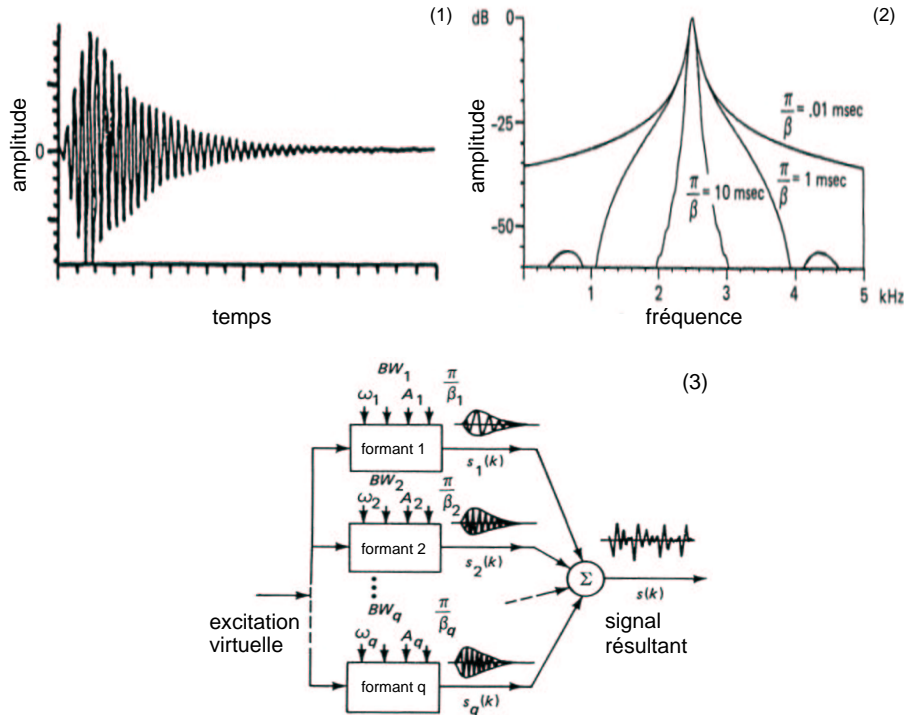 (1)
amplitude
0
temps
(2)
dB
0
-25
-50
amplitude
π/β = .01 msec
π/β = 1 msec
π/β = 10 msec
1 2 3 4 5 kHz
fréquence
(3)
BW1
ω1 A1 π/β1
formant 1
s1(k)
BW2
ω2 A2 π/β2
formant 2
s2(k)
BWq
ωq Aq π/βq
formant q
sq(k)
excitation
virtuelle
Σ
s(k)
signal
résultant